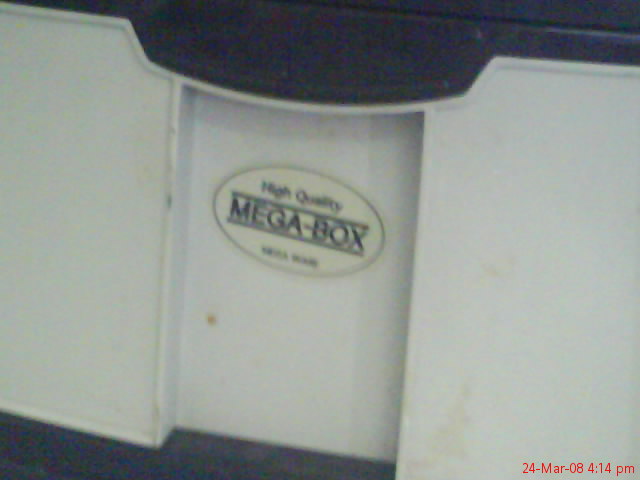 High Quality
MEGA-BOX
24-Mar-08 4:14 pm